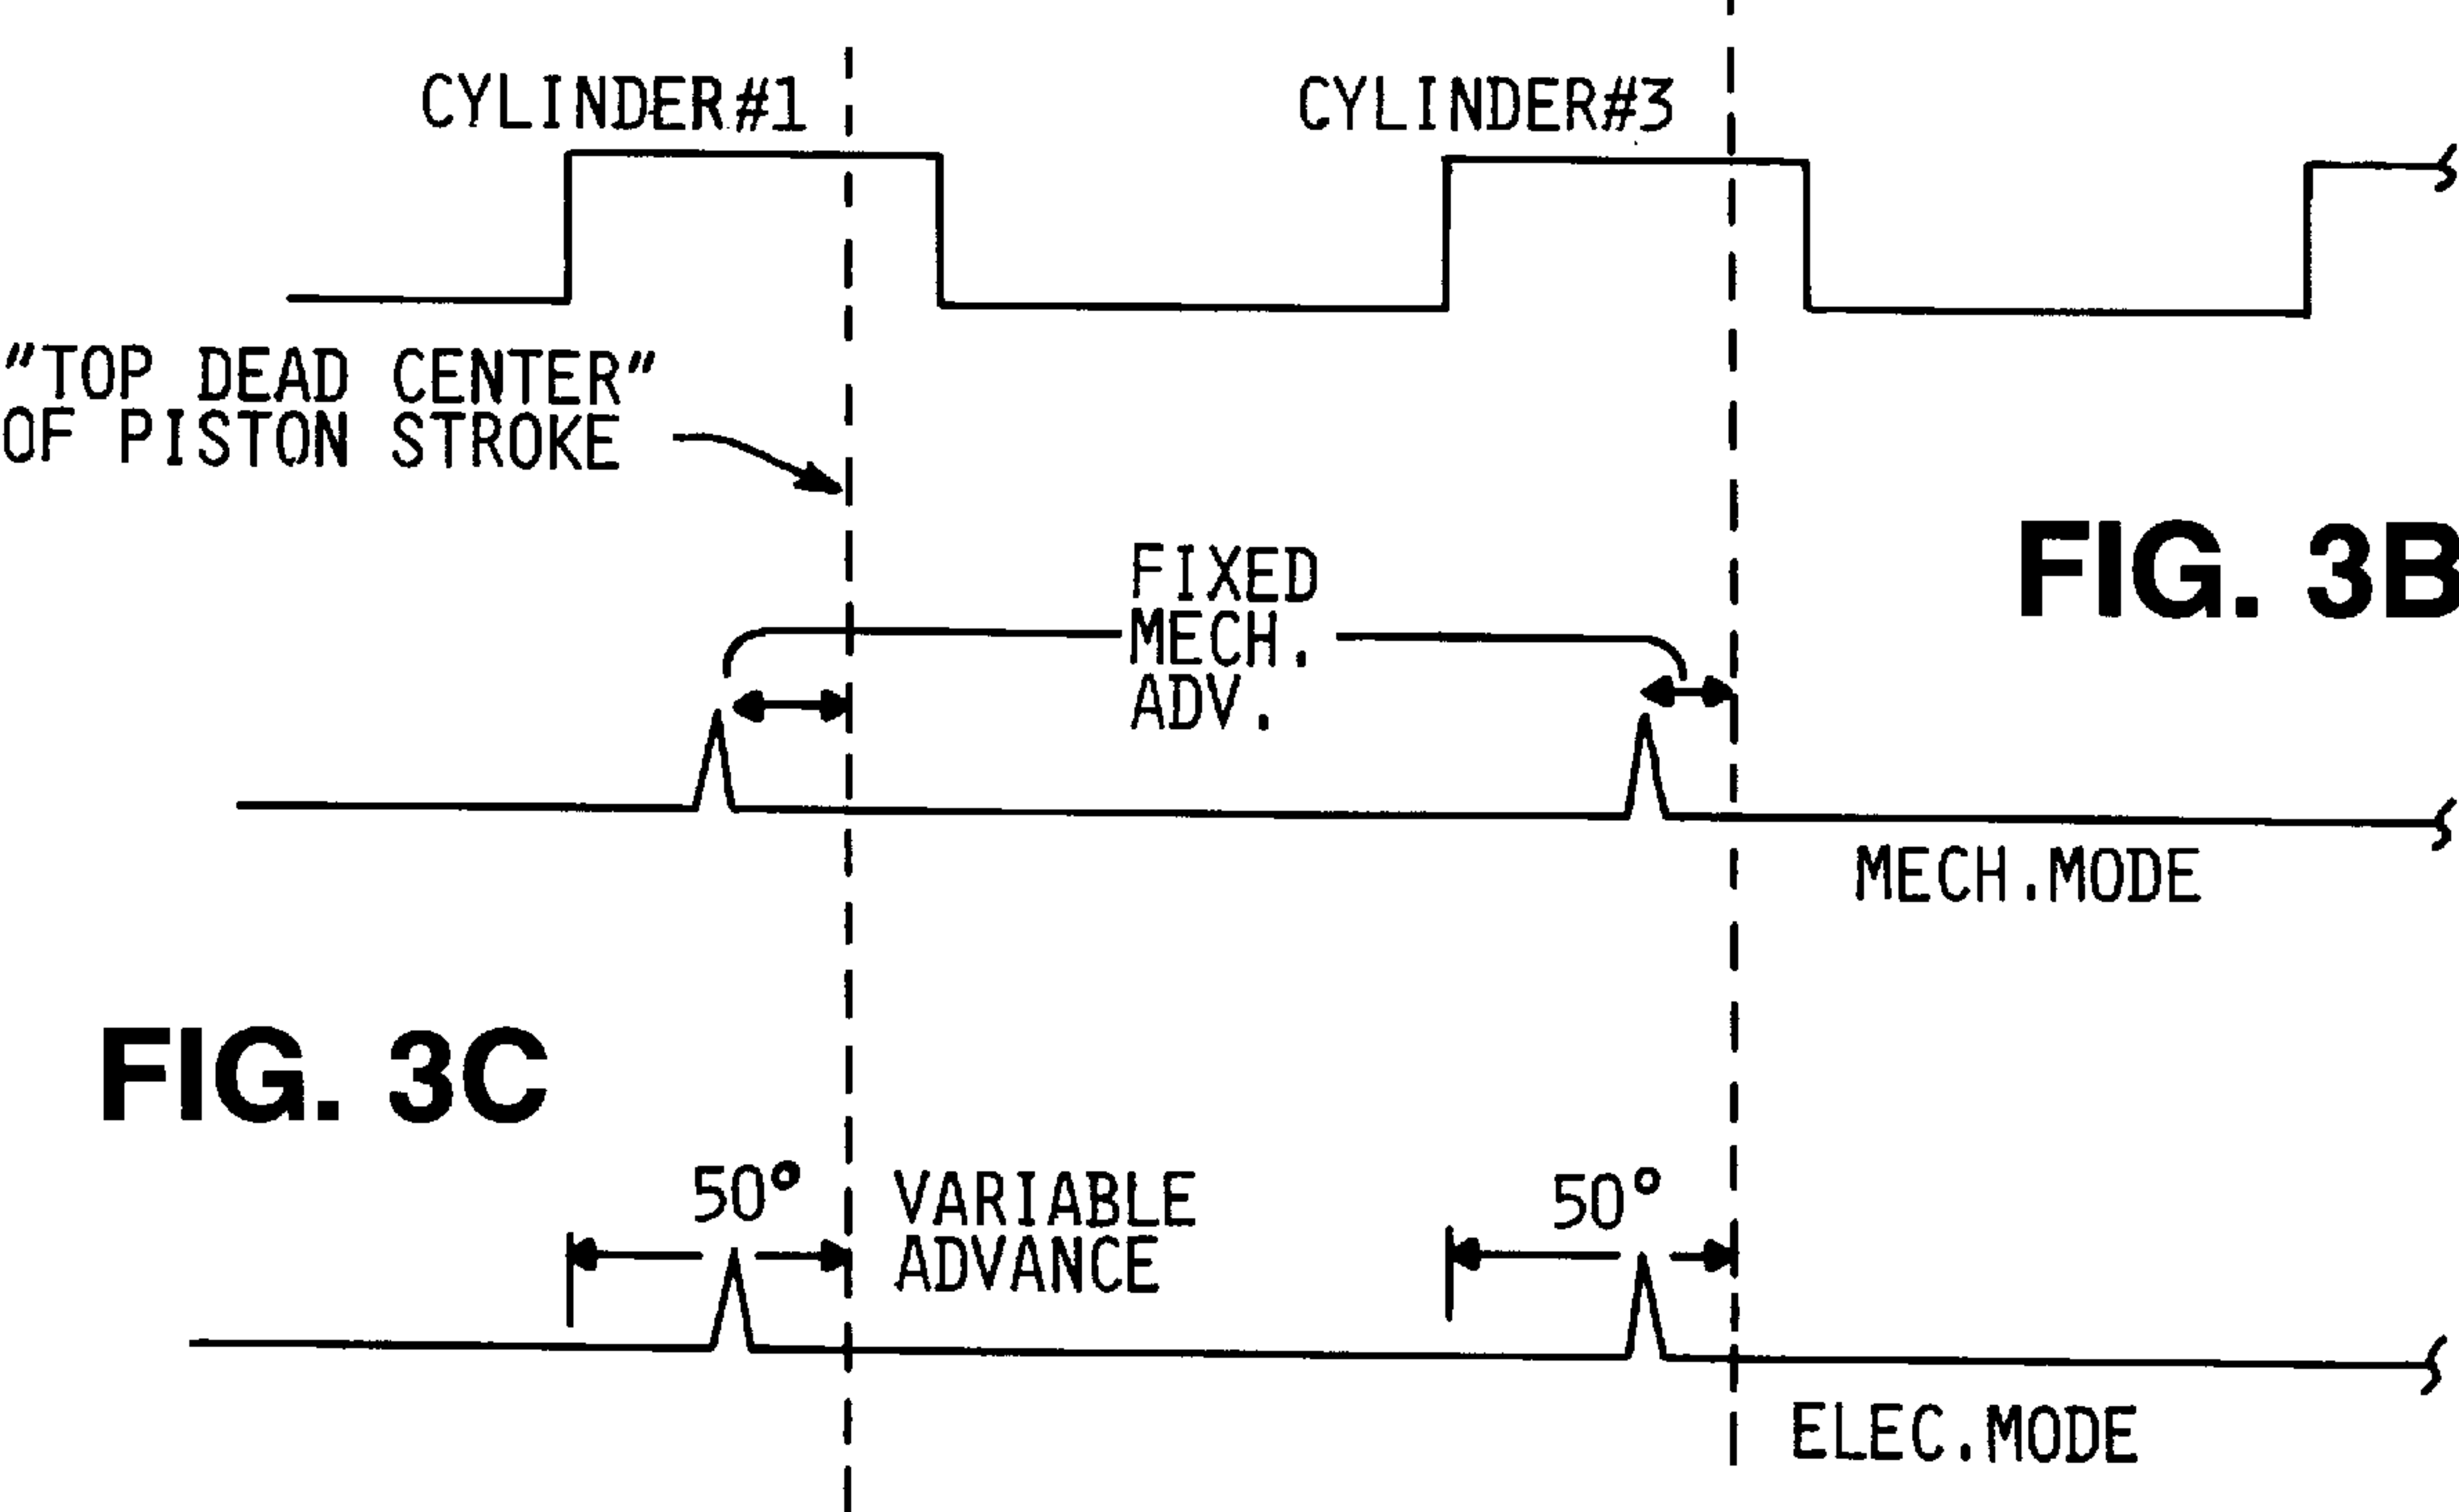 CYLINDER#1
CYLINDER#3
"TOP DEAD CENTER"
OF PISTON STROKE
FIG. 3B
FIXED
MECH.
ADV.
MECH.MODE
FIG. 3C
50° VARIABLE
ADVANCE
50°
ELEC.MODE